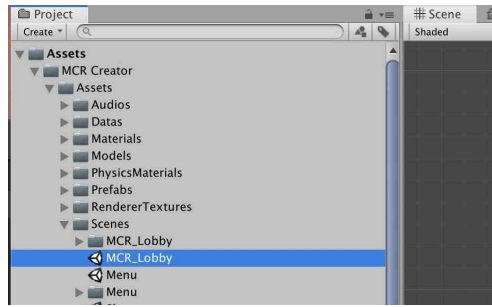 Project
Scene
Create
Shaded
Assets
MCR Creator
Assets
Audios
Datas
Materials
Models
PhysicsMaterials
Prefabs
RendererTextures
Scenes
MCR_Lobby
MCR_Lobby
Menu
Menu